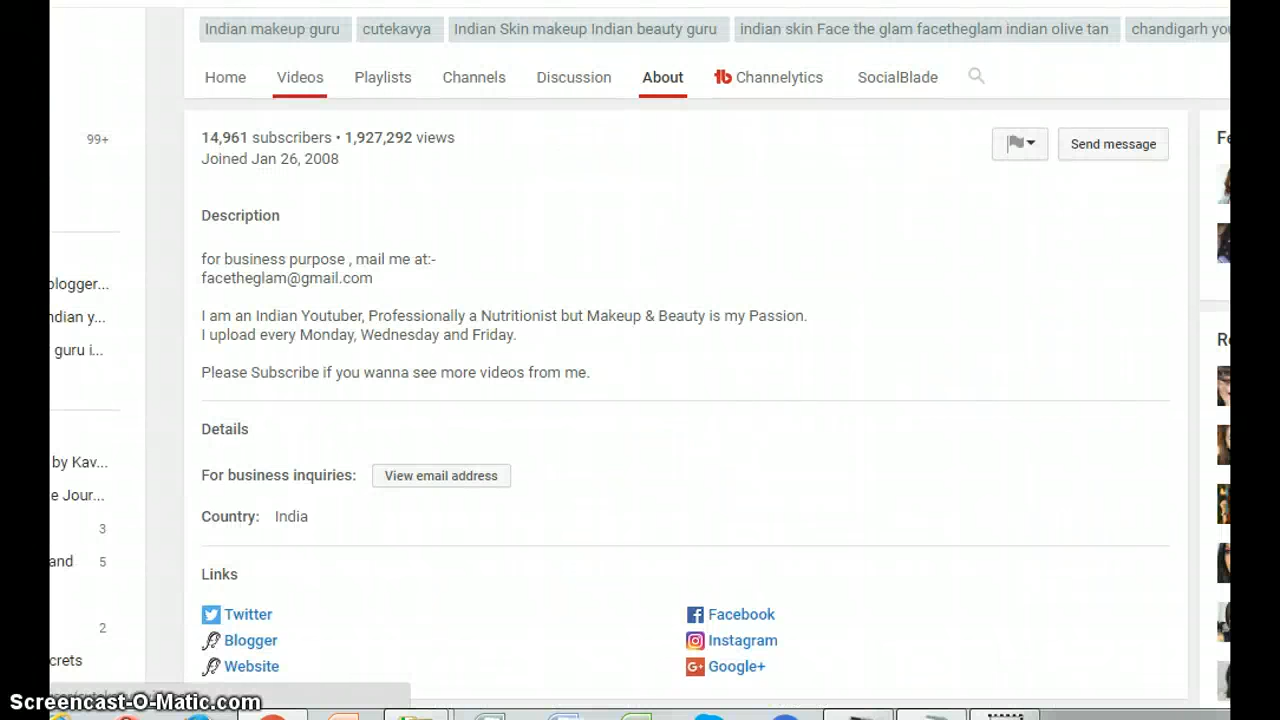 Indian makeup guru cutekavya Indian Skin makeup Indian beauty guru indian skin Face the glam facetheglam indian olive tan chandigarh yo
Home Videos Playlists Channels Discussion About Channelytics SocialBlade
99+
14,961 subscribers • 1,927,292 views
Send message
Joined Jan 26, 2008
Description
for business purpose , mail me at:-
facetheglam@gmail.com
blogger...
I am an Indian Youtuber, Professionally a Nutritionist but Makeup & Beauty is my Passion.
ndian y...
I upload every Monday, Wednesday and Friday.
guru i...
Please Subscribe if you wanna see more videos from me.
Details
by Kav...
For business inquiries: View email address
e Jour...
Country: India
3
and 5
Links
Twitter Facebook
2
Blogger Instagram
crets
Website Google+
Screencast-O-Matic.com